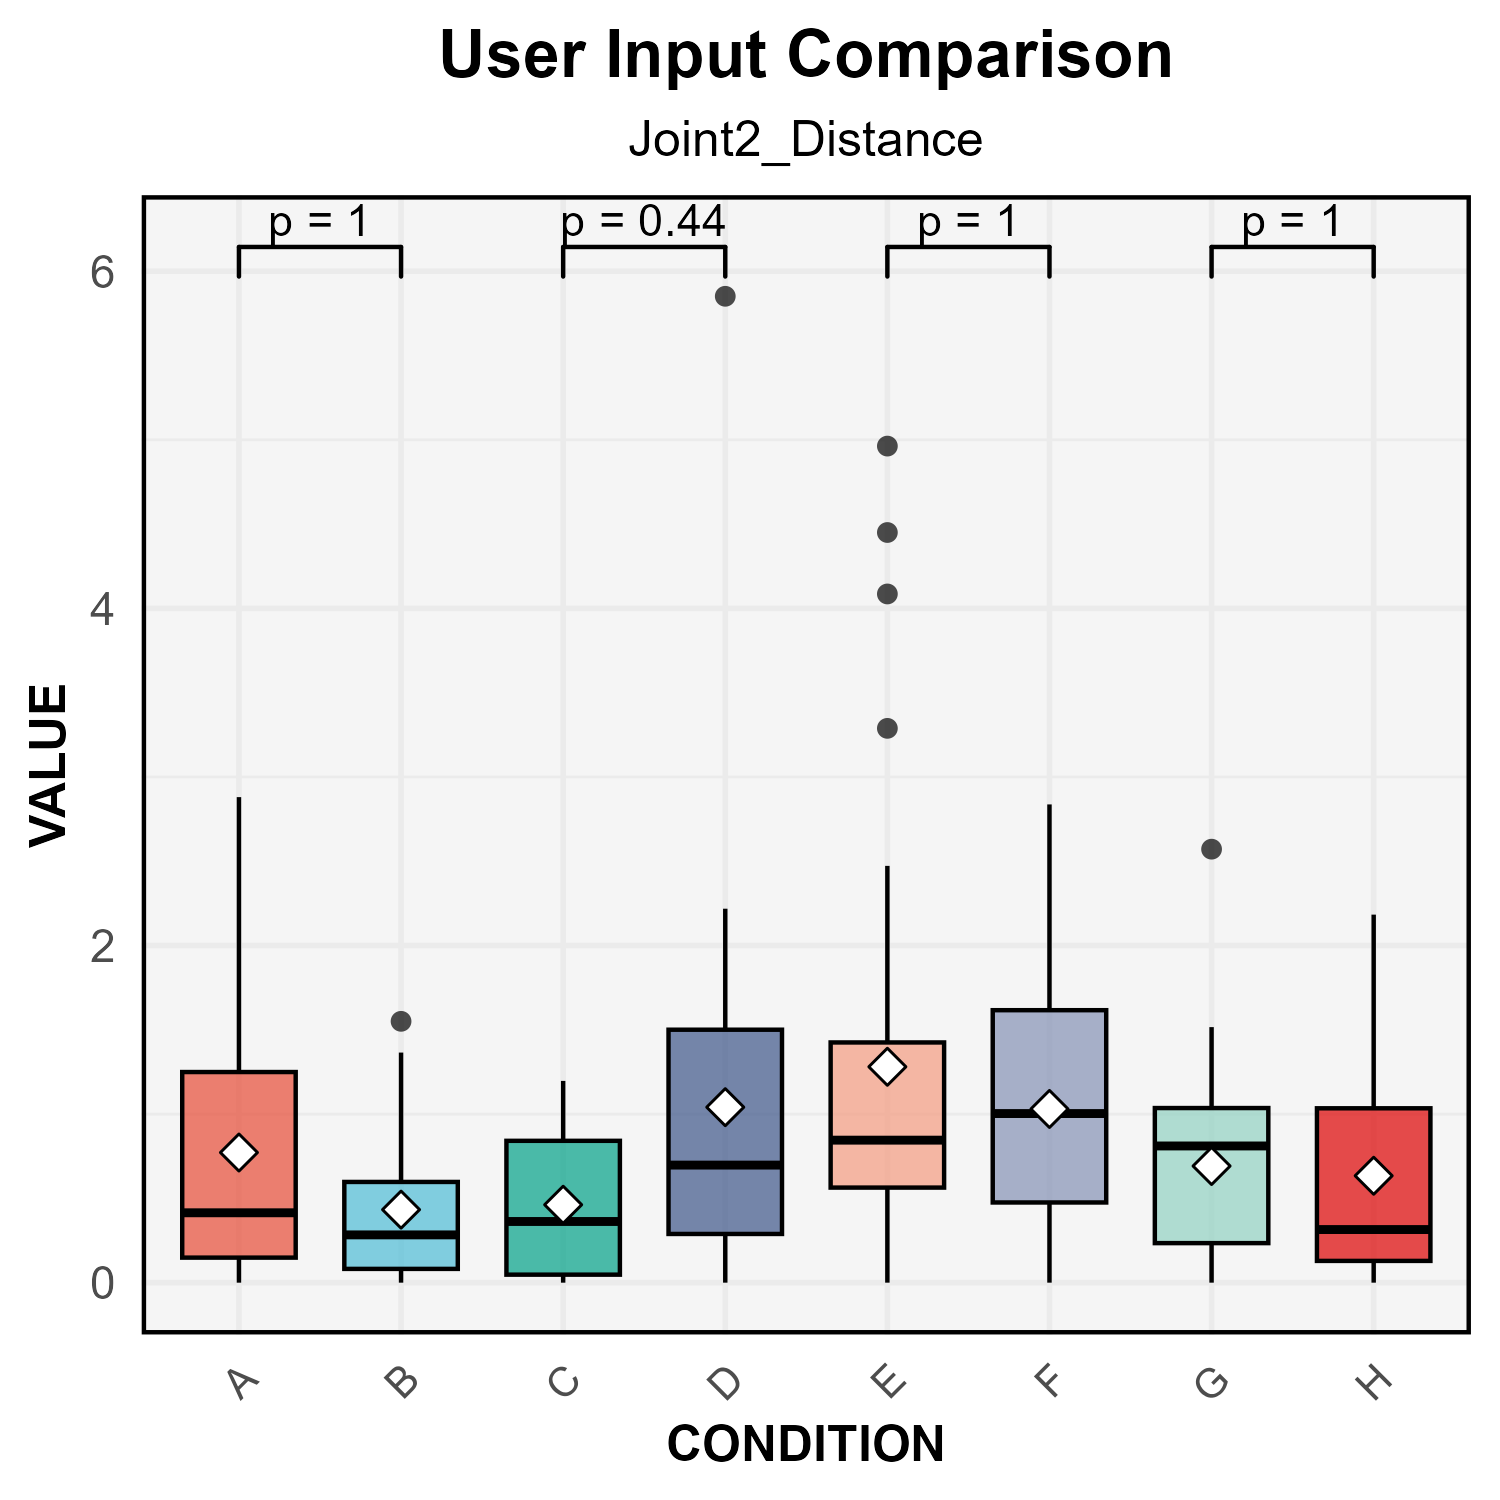 User Input Comparison
Joint2_Distance
p = 1 p = 0.44 p = 1 p = 1
6
4
2
0
VALUE
A B C D E F G H
CONDITION